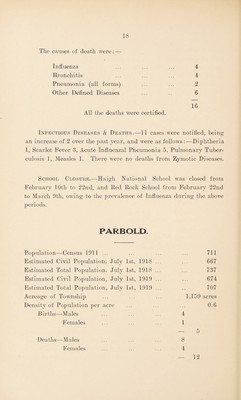 18
The causes of death were:—
Influenza ... ... ... 4
Bronchitis ... ... ... 4
Pneumonia (all forms) ... ... 2
Other Defined Diseases ... ... 6
16
All the deaths were certified.
Infectious Diseases & Deaths.—11 cases were notified, being
an increase of 2 over the past year, and were as follows:—Diphtheria
1, Scarlet Fever 3, Acute Influenzal Pneumonia 5, Pulmonary Tuber-
culosis 1, Measles 1. There were no deaths from Zymotic Diseases.
School Closure.—Haigh National School was closed from
February 10th to 22nd, and Red Rock School from February 22nd
to March 9th, owing to the prevalence of Influenza during the above
periods.
PARBOLD.
Population—Census 1911 ... ... ... 711
Estimated Civil Population, July 1st, 1918 ... ... 667
Estimated Total Population, July 1st, 1918 ... ... 737
Estimated Civil Population, July 1st, 1919 ... ... 674
Estimated Total Population, July 1st, 1919 ... ... 707
Acreage of Township ... ... 1,159 acres
Density of Population per acre ... ... 0.6
Births—Males ... ... 4
Females ... ... 1
— 5
Deaths—Males ... ... 8
Females ... ... 4
— 12